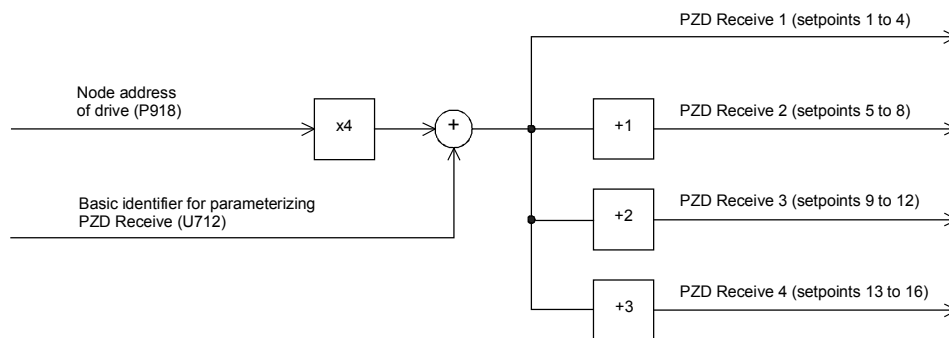 PZD Receive 1 (setpoints 1 to 4)
Node address
of drive (P918)
x4
+
+1
PZD Receive 2 (setpoints 5 to 8)
Basic identifier for parameterizing
PZD Receive (U712)
+2
PZD Receive 3 (setpoints 9 to 12)
+3
PZD Receive 4 (setpoints 13 to 16)